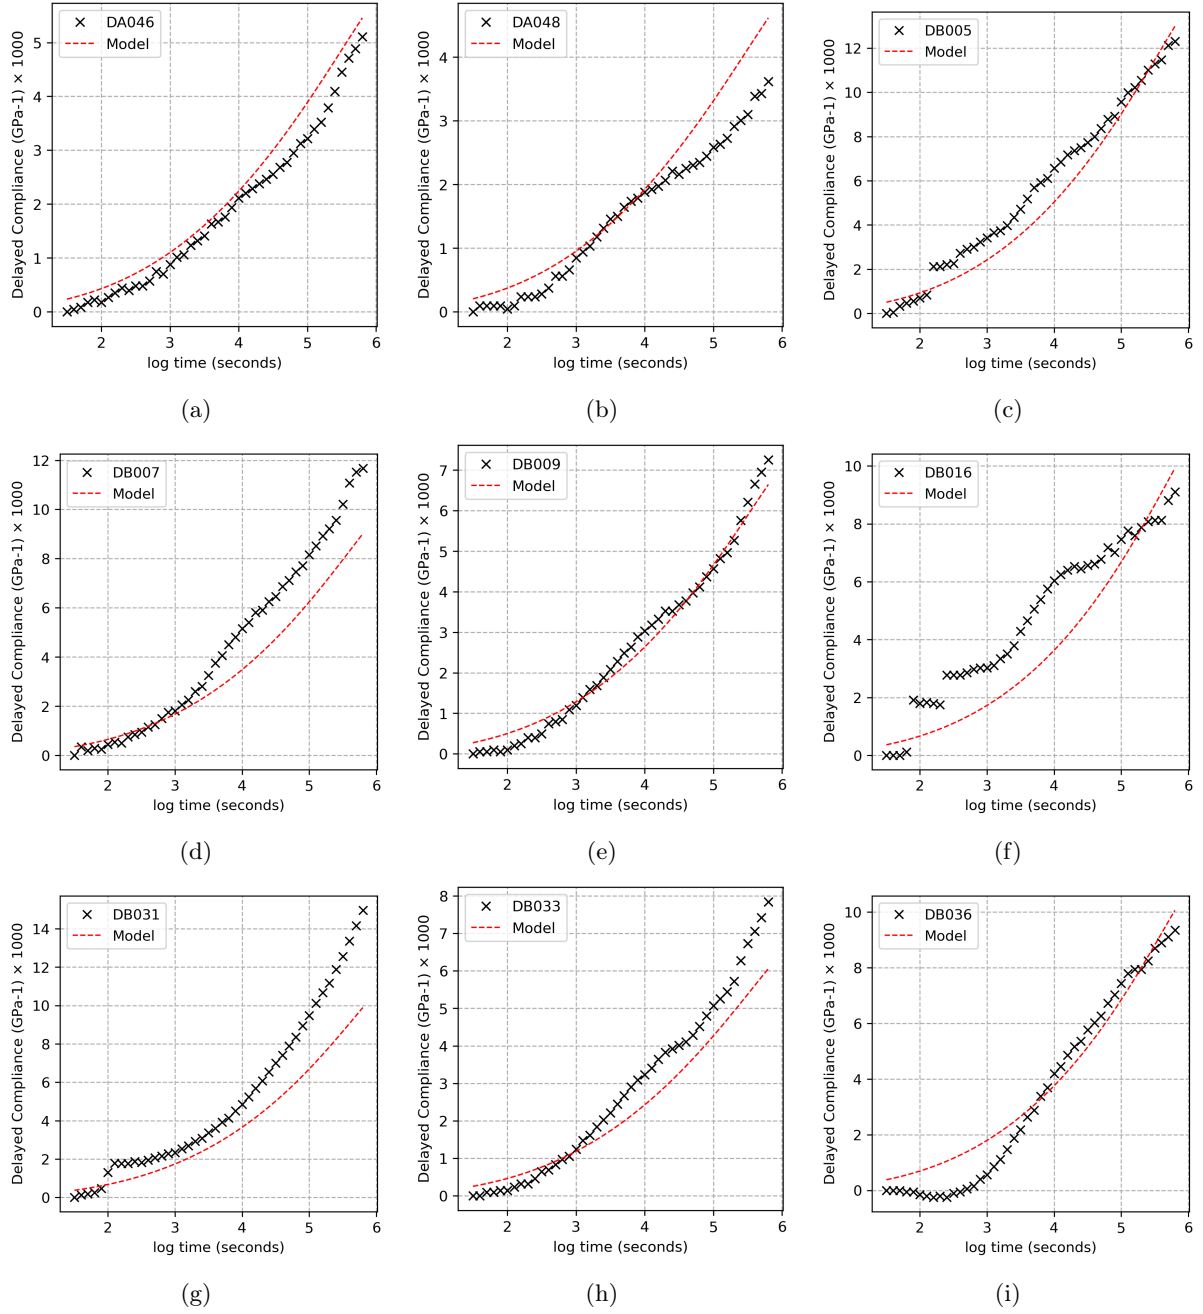 DA046
Model
Delayed Compliance (GPa-1) × 1000
5
4
3
2
1
0
2 3 4 5 6
log time (seconds)
(a)
DA048
Model
Delayed Compliance (GPa-1) × 1000
4
3
2
1
0
2 3 4 5 6
log time (seconds)
(b)
DB005
Model
Delayed Compliance (GPa-1) × 1000
12
10
8
6
4
2
0
2 3 4 5 6
log time (seconds)
(c)
DB007
Model
Delayed Compliance (GPa-1) × 1000
12
10
8
6
4
2
0
2 3 4 5 6
log time (seconds)
(d)
DB009
Model
Delayed Compliance (GPa-1) × 1000
7
6
5
4
3
2
1
0
2 3 4 5 6
log time (seconds)
(e)
DB016
Model
Delayed Compliance (GPa-1) × 1000
10
8
6
4
2
0
2 3 4 5 6
log time (seconds)
(f)
DB031
Model
Delayed Compliance (GPa-1) × 1000
14
12
10
8
6
4
2
0
2 3 4 5 6
log time (seconds)
(g)
DB033
Model
Delayed Compliance (GPa-1) × 1000
8
7
6
5
4
3
2
1
0
2 3 4 5 6
log time (seconds)
(h)
DB036
Model
Delayed Compliance (GPa-1) × 1000
10
8
6
4
2
0
2 3 4 5 6
log time (seconds)
(i)